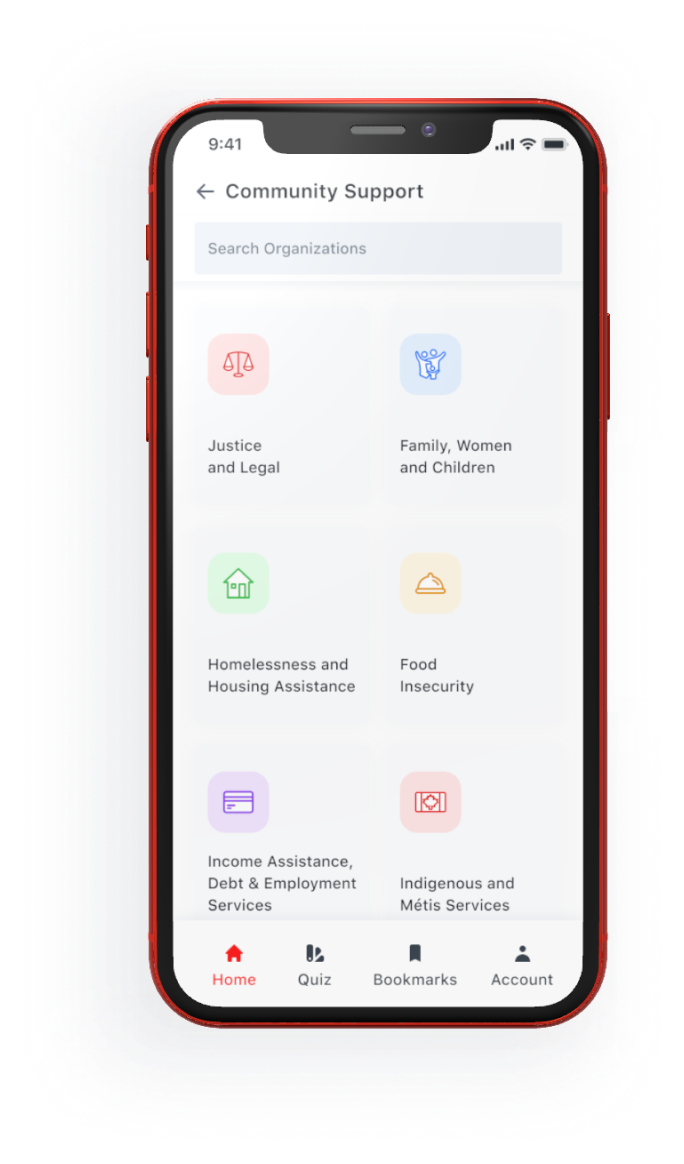 9:41
Community Support
Search Organizations
Justice
and Legal
Family, Women
and Children
Homelessness and
Housing Assistance
Food
Insecurity
Income Assistance,
Debt & Employment
Services
Indigenous and
Métis Services
Home
Quiz
Bookmarks
Account